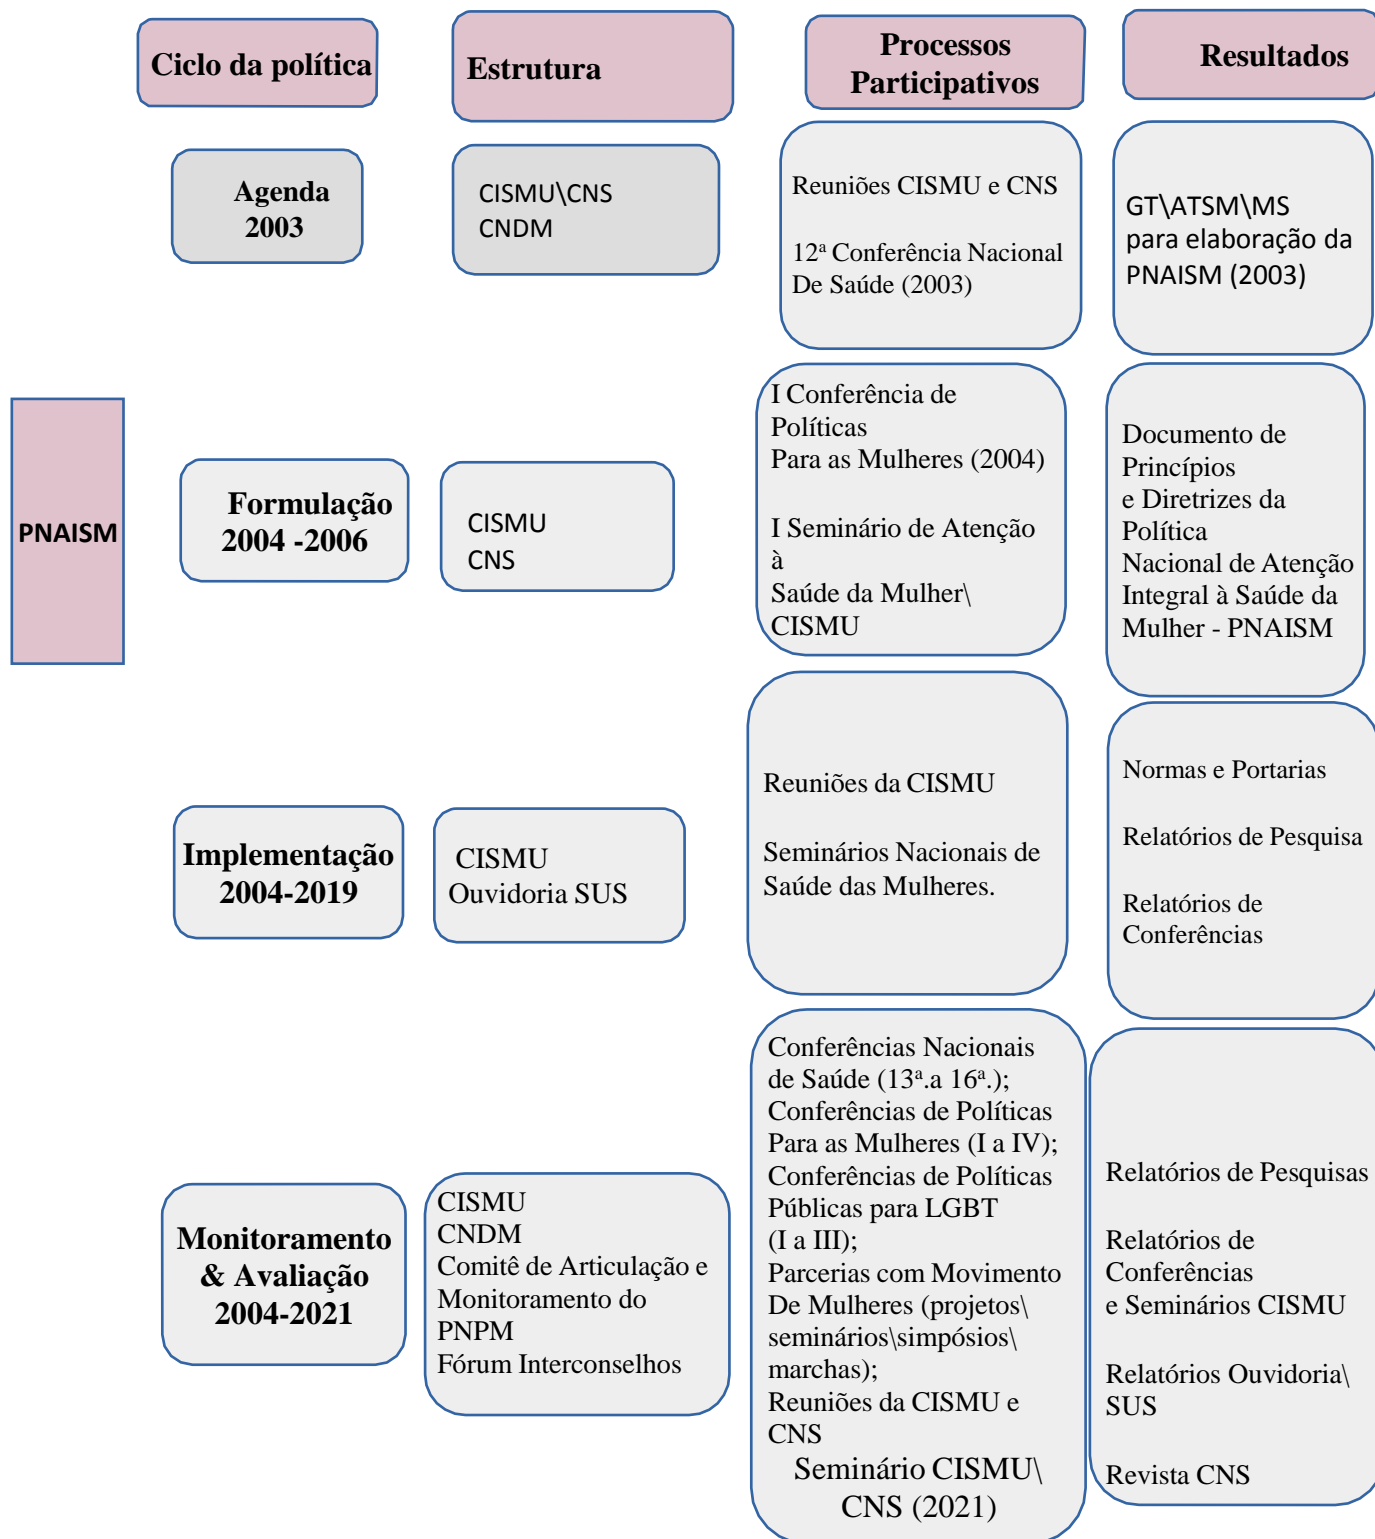 Ciclo da política
Estrutura
Processos
Participativos
Resultados
PNAISM
Agenda
2003
CISMU\CNS
CNDM
Reuniões CISMU e CNS
12ª Conferência Nacional
De Saúde (2003)
GT\ATSM\MS
para elaboração da
PNAISM (2003)
Formulação
2004 -2006
CISMU
CNS
I Conferência de
Políticas
Para as Mulheres (2004)
I Seminário de Atenção
à
Saúde da Mulher\
CISMU
Documento de
Princípios
e Diretrizes da
Política
Nacional de Atenção
Integral à Saúde da
Mulher - PNAISM
Implementação
2004-2019
CISMU
Ouvidoria SUS
Reuniões da CISMU
Seminários Nacionais de
Saúde das Mulheres.
Normas e Portarias
Relatórios de Pesquisa
Relatórios de
Conferências
Monitoramento
& Avaliação
2004-2021
CISMU
CNDM
Comitê de Articulação e
Monitoramento do
PNPM
Fórum Interconselhos
Conferências Nacionais
de Saúde (13ª.a 16ª.);
Conferências de Políticas
Para as Mulheres (I a IV);
Conferências de Políticas
Públicas para LGBT
(I a III);
Parcerias com Movimento
De Mulheres (projetos\
seminários\simpósios\
marchas);
Reuniões da CISMU e
CNS
Seminário CISMU\
CNS (2021)
Relatórios de Pesquisas
Relatórios de
Conferências
e Seminários CISMU
Relatórios Ouvidoria\
SUS
Revista CNS